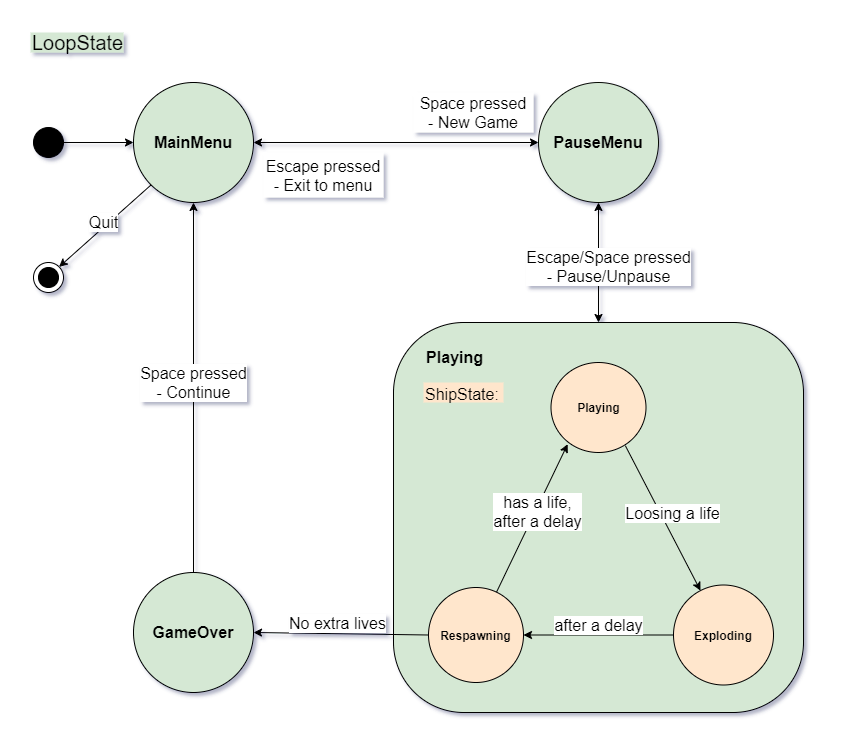 LoopState
Space pressed
- New Game
MainMenu
PauseMenu
Escape pressed
- Exit to menu
Quit
Escape/Space pressed
- Pause/Unpause
Playing
ShipState:
Playing
Space pressed
- Continue
has a life,
after a delay
Loosing a life
No extra lives
after a delay
GameOver
Respawning
Exploding